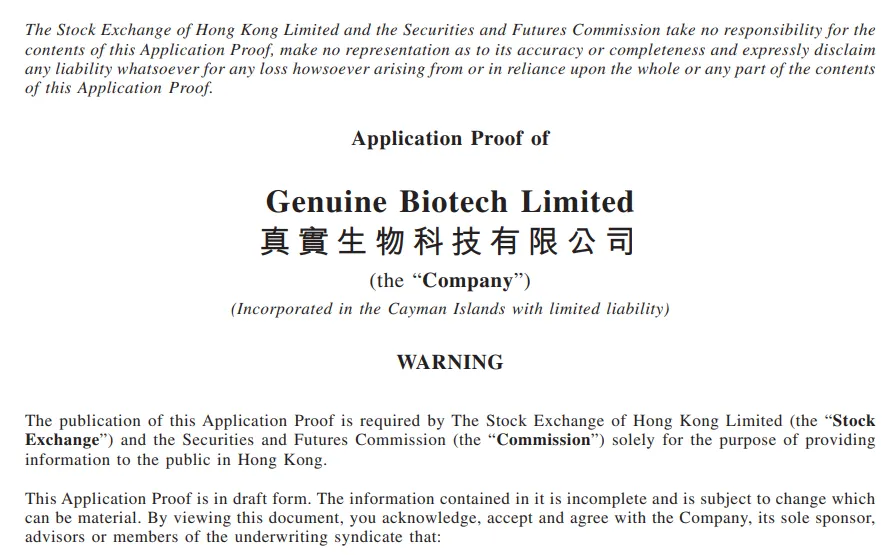 The Stock Exchange of Hong Kong Limited and the Securities and Futures Commission take no responsibility for the
contents of this Application Proof, make no representation as to its accuracy or completeness and expressly disclaim
any liability whatsoever for any loss howsoever arising from or in reliance upon the whole or any part of the contents
of this Application Proof.
Application Proof of
Genuine Biotech Limited
真實生物科技有限公司
(the “Company”)
(Incorporated in the Cayman Islands with limited liability)
WARNING
The publication of this Application Proof is required by The Stock Exchange of Hong Kong Limited (the “Stock
Exchange”) and the Securities and Futures Commission (the “Commission”) solely for the purpose of providing
information to the public in Hong Kong.
This Application Proof is in draft form. The information contained in it is incomplete and is subject to change which
can be material. By viewing this document, you acknowledge, accept and agree with the Company, its sole sponsor,
advisors or members of the underwriting syndicate that: